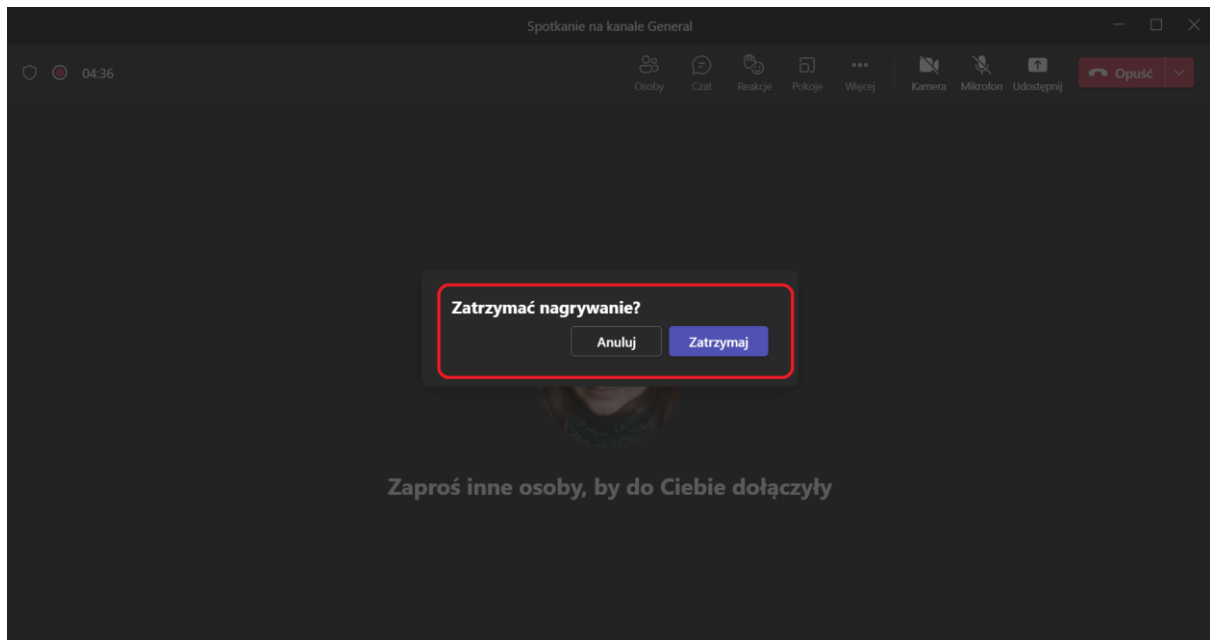 Spotkanie na kanale General
04:36
Osoby Czat Reakcje Pokoje Więcej Kamera Mikrofon Udostępnij Opuść
Zatrzymać nagrywanie?
Anuluj Zatrzymaj
Zaproś inne osoby, by do Ciebie dołączyły